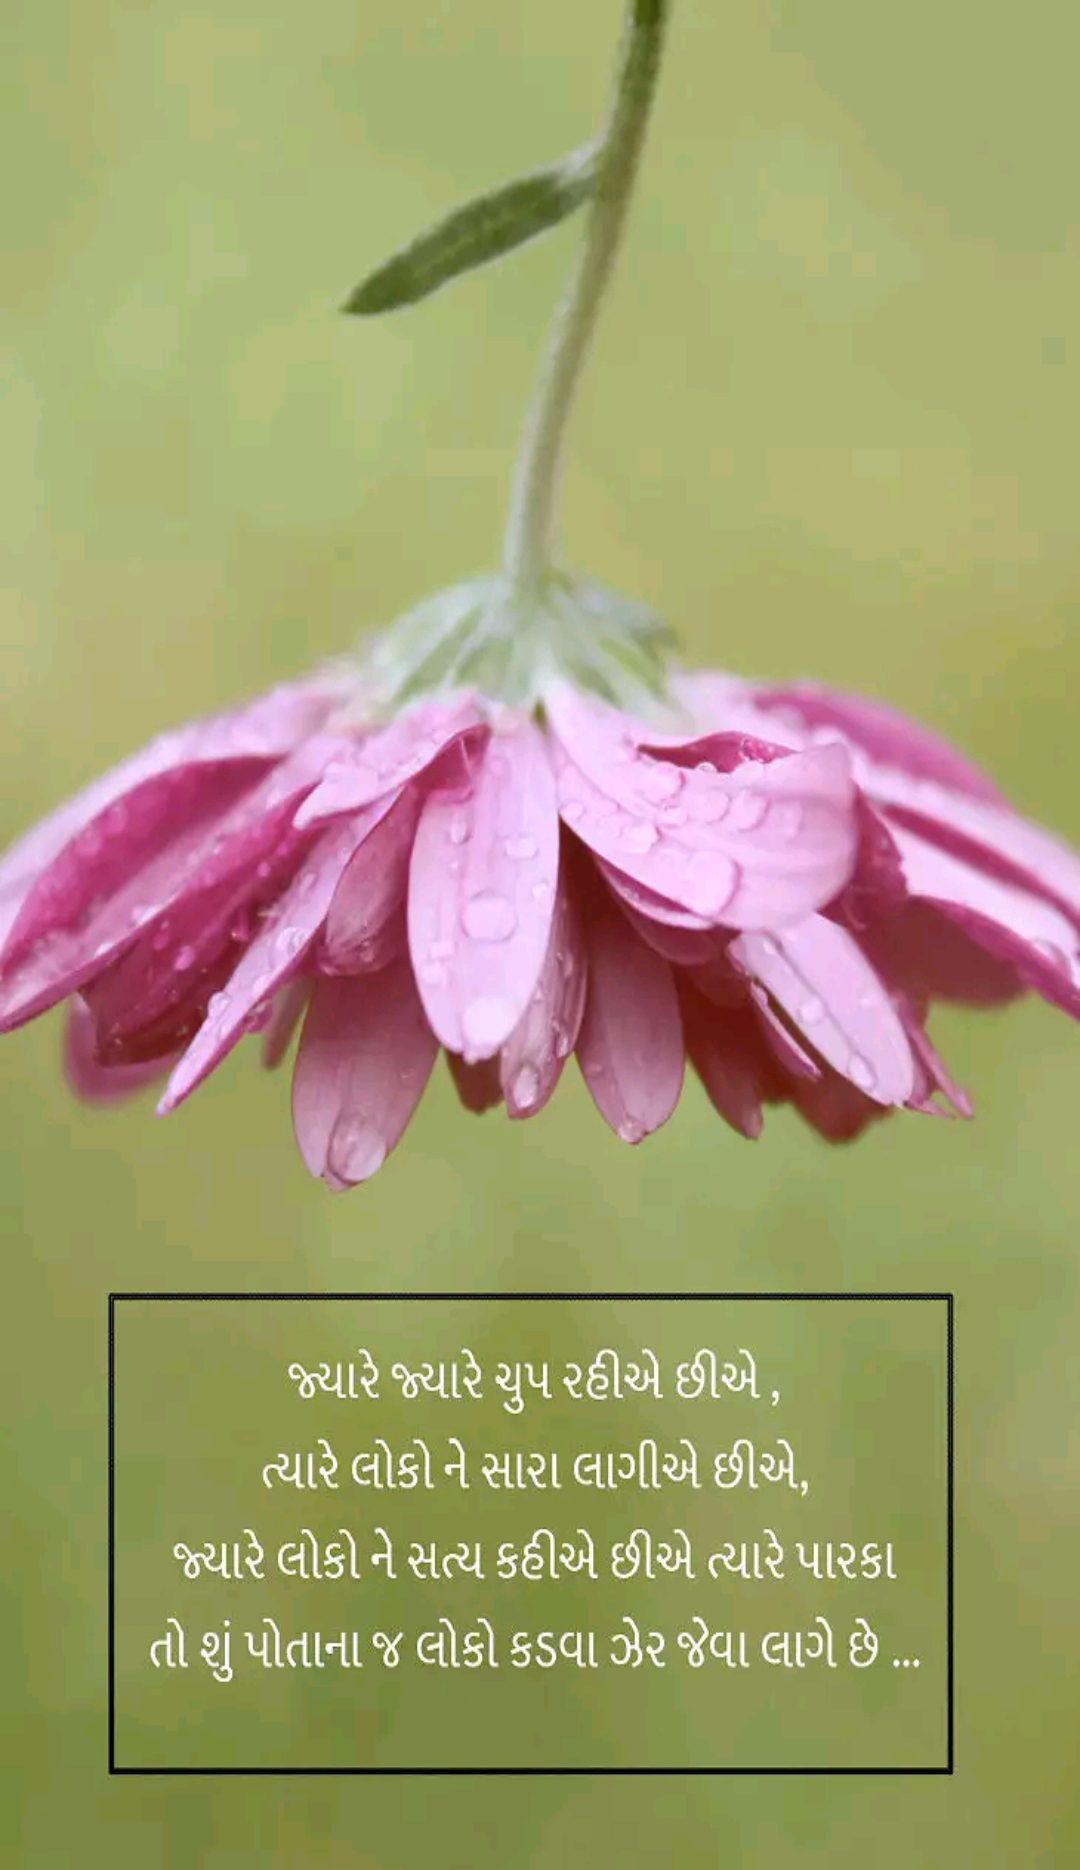 જ્યારે જ્યારે ચુપ રહીએ છીએ ,
ત્યારે લોકો ને સારા લાગીએ છીએ,
જ્યારે લોકો ને સત્ય કહીએ છીએ ત્યારે પારકા
તો શું પોતાના જ લોકો કડવા ઝેર જેવા લાગે છે ...